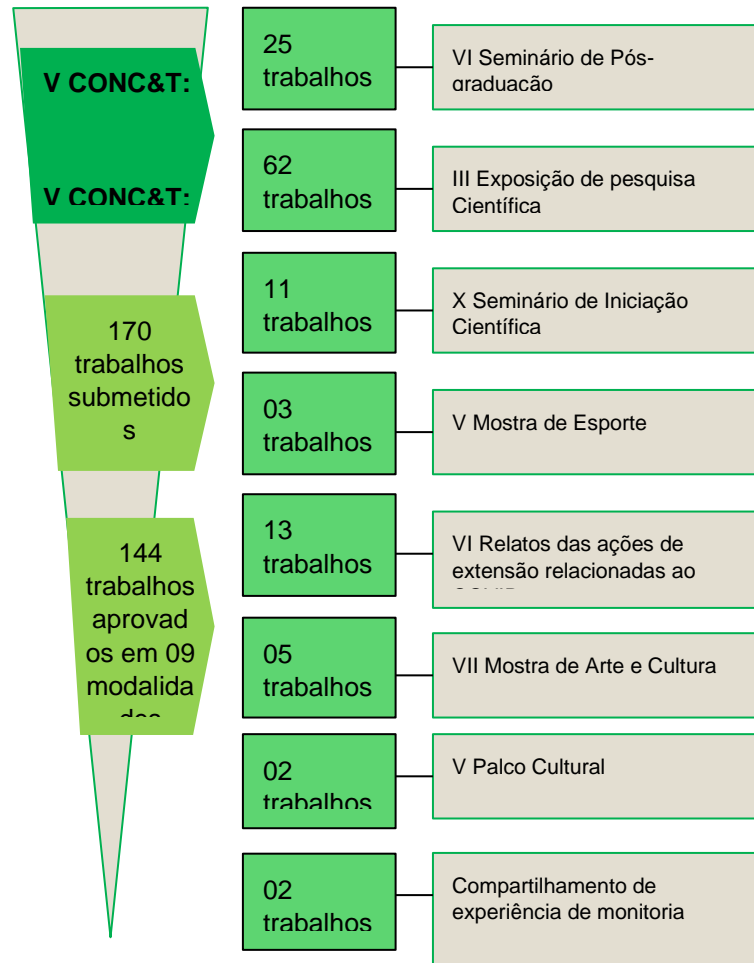 V CONC&T:
V CONC&T:
170
trabalhos
submetido
s
144
trabalhos
aprovad
os em 09
modalida
25
trabalhos
VI Seminário de Pós-
graduação
62
trabalhos
III Exposição de pesquisa
Científica
11
trabalhos
X Seminário de Iniciação
Científica
03
trabalhos
V Mostra de Esporte
13
trabalhos
VI Relatos das ações de
extensão relacionadas ao
05
trabalhos
VII Mostra de Arte e Cultura
02
trabalhos
V Palco Cultural
02
trabalhos
Compartilhamento de
experiência de monitoria